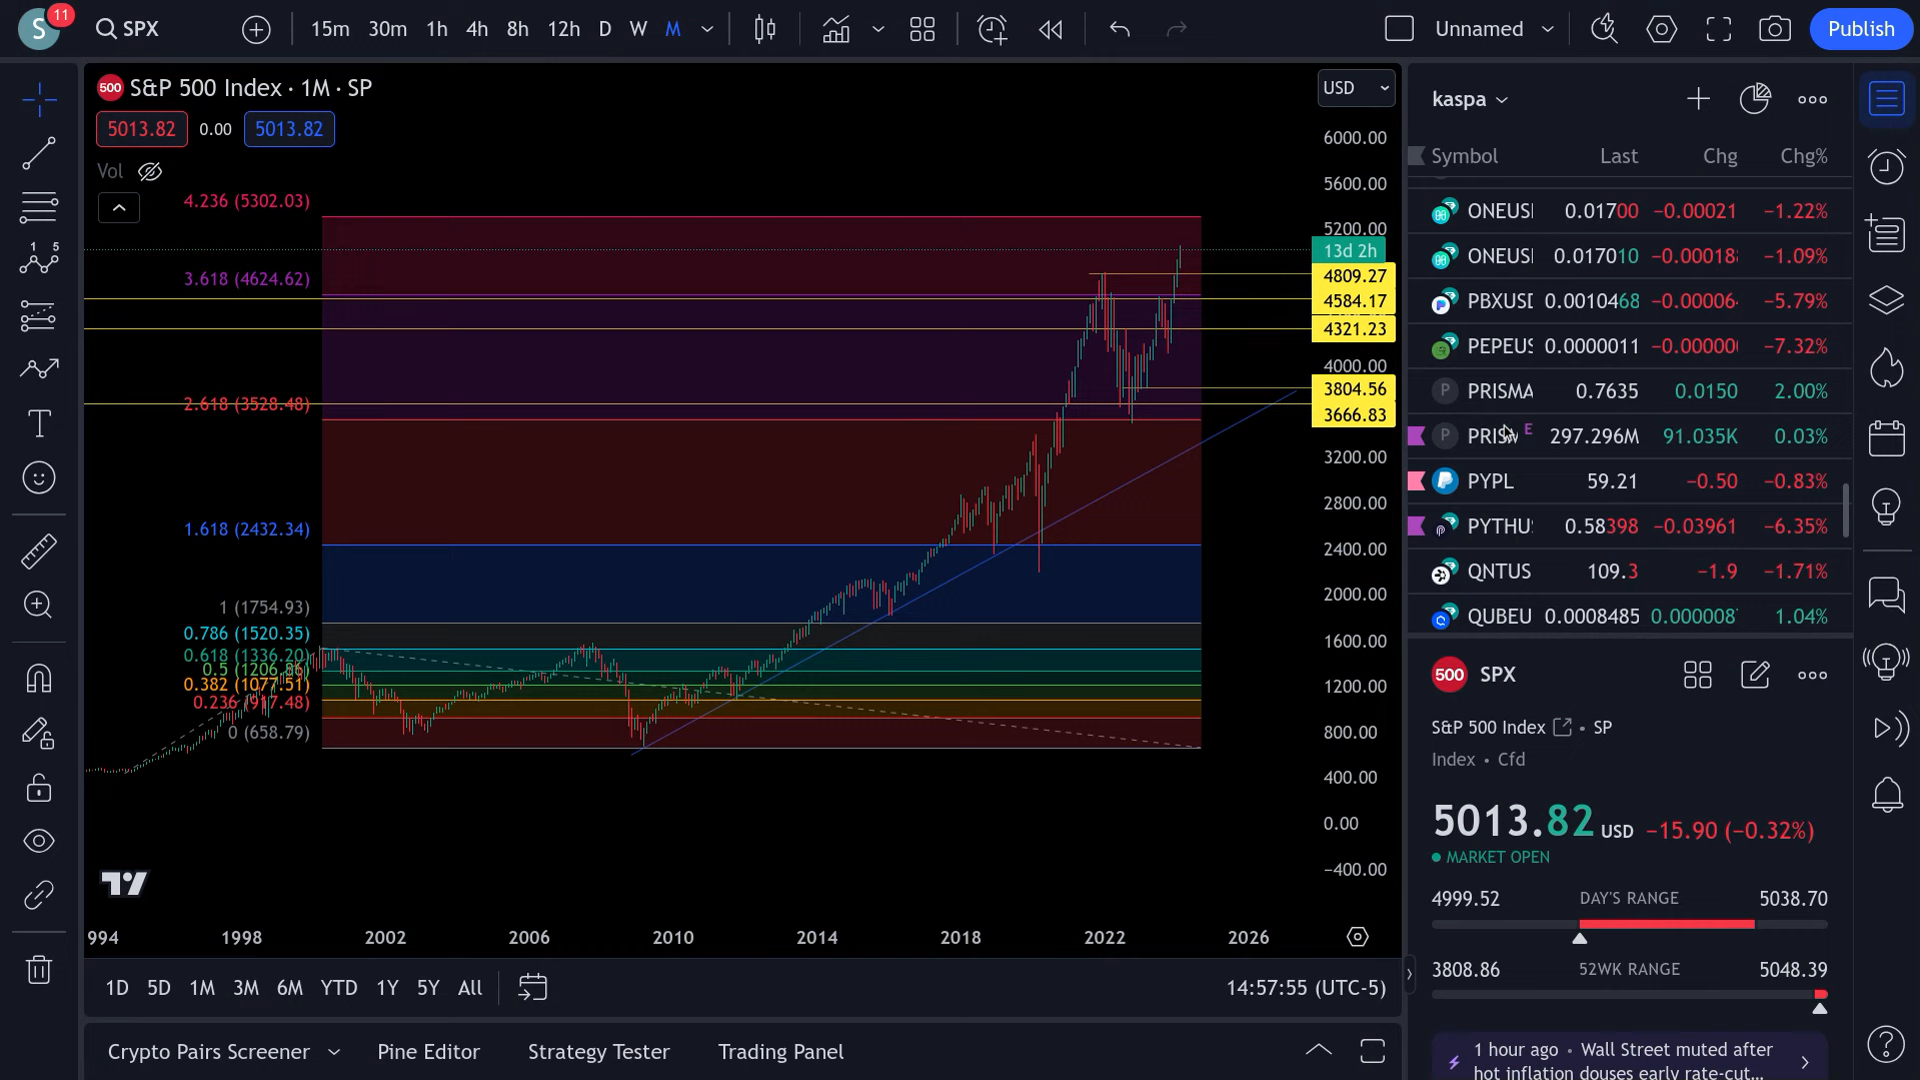 S
11
SPX
15m
30m
1h
4h
8h
12h
D
W
M
Unnamed
Publish
500
S&P 500 Index · 1M · SP
USD
5013.82
0.00
5013.82
Vol
4.236 (5302.03)
3.618 (4624.62)
2.618 (3528.48)
1.618 (2432.34)
1 (1754.93)
0.786 (1520.35)
0.618 (1336.20)
0.5 (1206.86)
0.382 (1077.51)
0.236 (917.48)
0 (658.79)
6000.00
5600.00
5200.00
13d 2h
4809.27
4584.17
4321.23
4000.00
3804.56
3666.83
3200.00
2800.00
2400.00
2000.00
1600.00
1200.00
800.00
400.00
0.00
−400.00
994
1998
2002
2006
2010
2014
2018
2022
2026
1D
5D
1M
3M
6M
YTD
1Y
5Y
All
14:57:55 (UTC-5)
Crypto Pairs Screener
Pine Editor
Strategy Tester
Trading Panel
kaspa
Symbol Last Chg Chg%
ONEUSI 0.01700 −0.00021 −1.22%
ONEUSI 0.017010 −0.00018 −1.09%
PBXUSD 0.0010468 −0.00006 −5.79%
PEPEUS 0.0000011 −0.00000 −7.32%
P PRISMA 0.7635 0.0150 2.00%
P PRISM E 297.296M 91.035K 0.03%
PYPL 59.21 −0.50 −0.83%
PYTHU 0.58398 −0.03961 −6.35%
QNTUS 109.3 −1.9 −1.71%
QUBEU 0.0008485 0.000008 1.04%
500
SPX
S&P 500 Index • SP
Index • Cfd
5013.82 USD −15.90 (−0.32%)
MARKET OPEN
4999.52 DAY'S RANGE 5038.70
3808.86 52WK RANGE 5048.39
1 hour ago • Wall Street muted after
hot inflation douses early rate-cut...